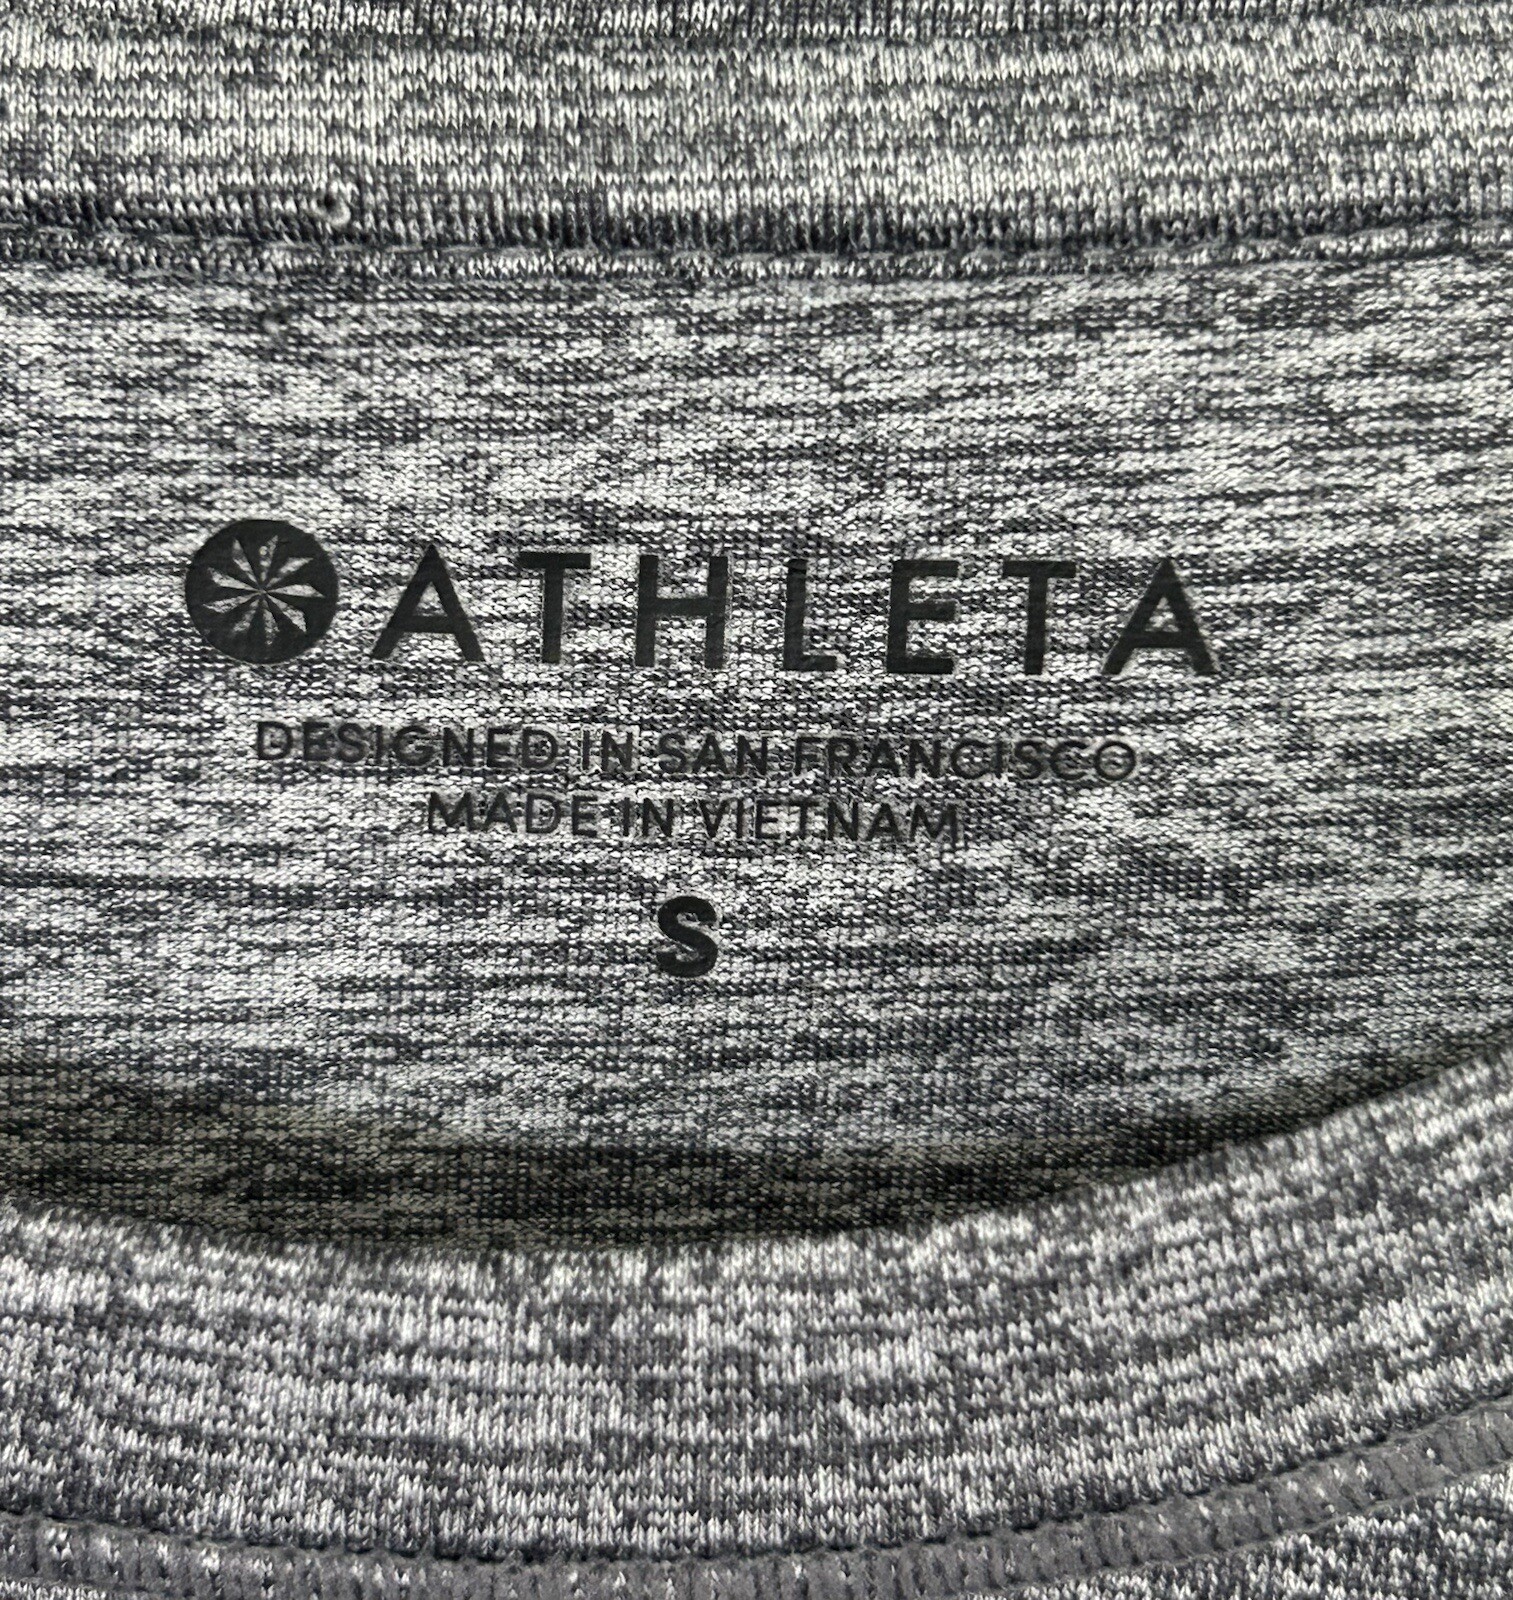 ATHLETA
DESIGNED IN SAN FRANCISCO
MADE IN VIETNAM
S